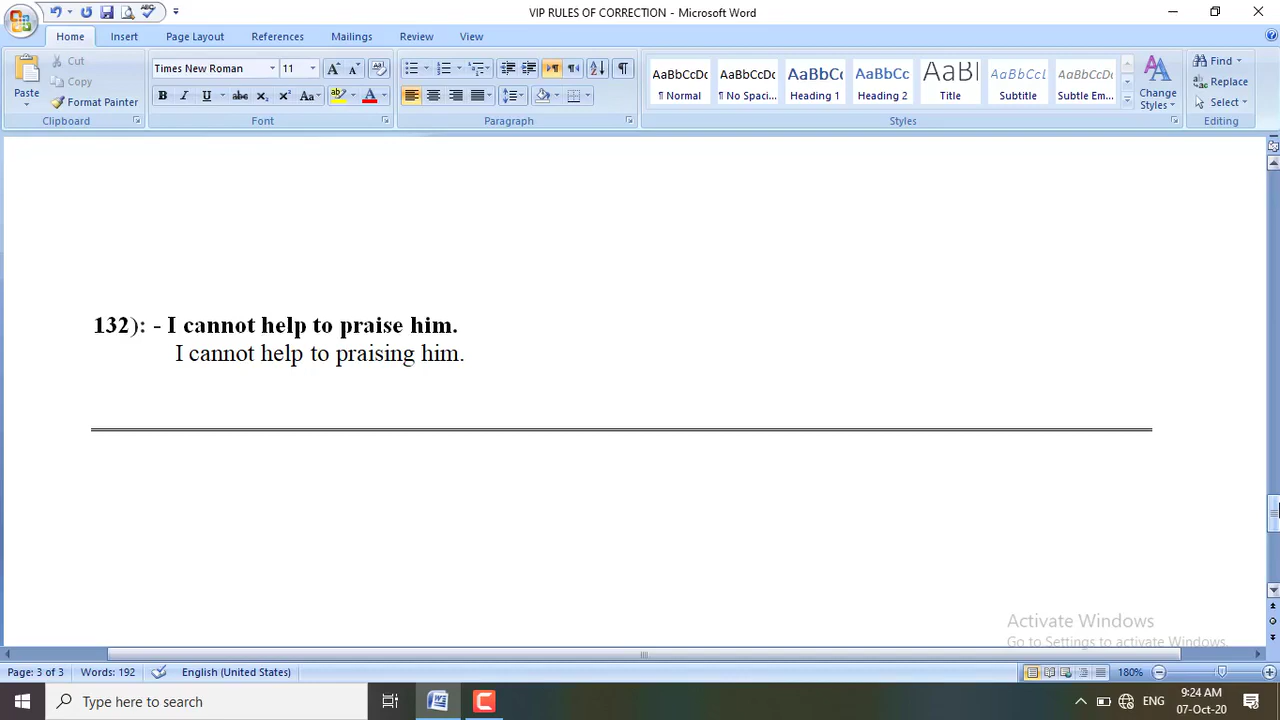 VIP RULES OF CORRECTION - Microsoft Word
Home Insert Page Layout References Mailings Review View
Paste
Cut
Copy
Format Painter
Clipboard
Times New Roman 11
Font
Paragraph
AaBbCcDc AaBbCcDc AaBbC AaBbCc AaBb AaBbCcL AaBbCcDc
¶ Normal ¶ No Spaci... Heading 1 Heading 2 Title Subtitle Subtle Em...
Change Styles
Styles
Find
Replace
Select
Editing
132): - I cannot help to praise him.
I cannot help to praising him.
Activate Windows
Go to Settings to activate Windows.
Page: 3 of 3 Words: 192 English (United States) 180%
Type here to search
ENG
9:24 AM
07-Oct-20